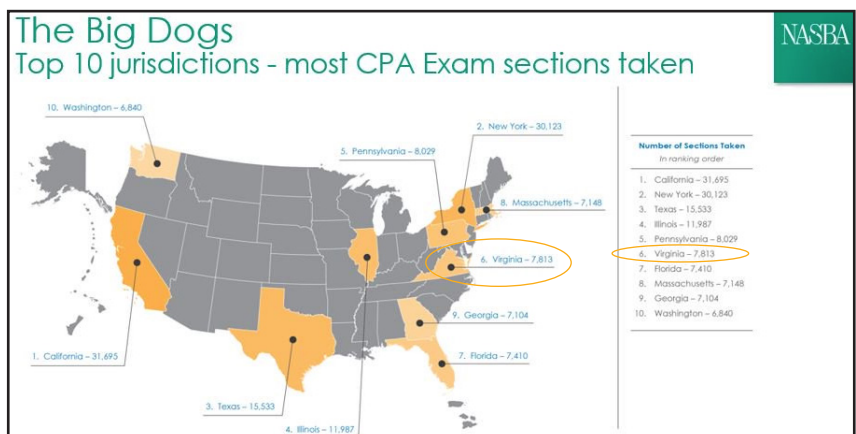 The Big Dogs
Top 10 jurisdictions - most CPA Exam sections taken
NASBA
10. Washington – 6,840
2. New York – 30,123
5. Pennsylvania – 8,029
8. Massachusetts – 7,148
6. Virginia – 7,813
9. Georgia – 7,104
7. Florida – 7,410
1. California – 31,695
3. Texas – 15,533
4. Illinois – 11,987
Number of Sections Taken
In ranking order
1. California – 31,695
2. New York – 30,123
3. Texas – 15,533
4. Illinois – 11,987
5. Pennsylvania – 8,029
6. Virginia – 7,813
7. Florida – 7,410
8. Massachusetts – 7,148
9. Georgia – 7,104
10. Washington – 6,840